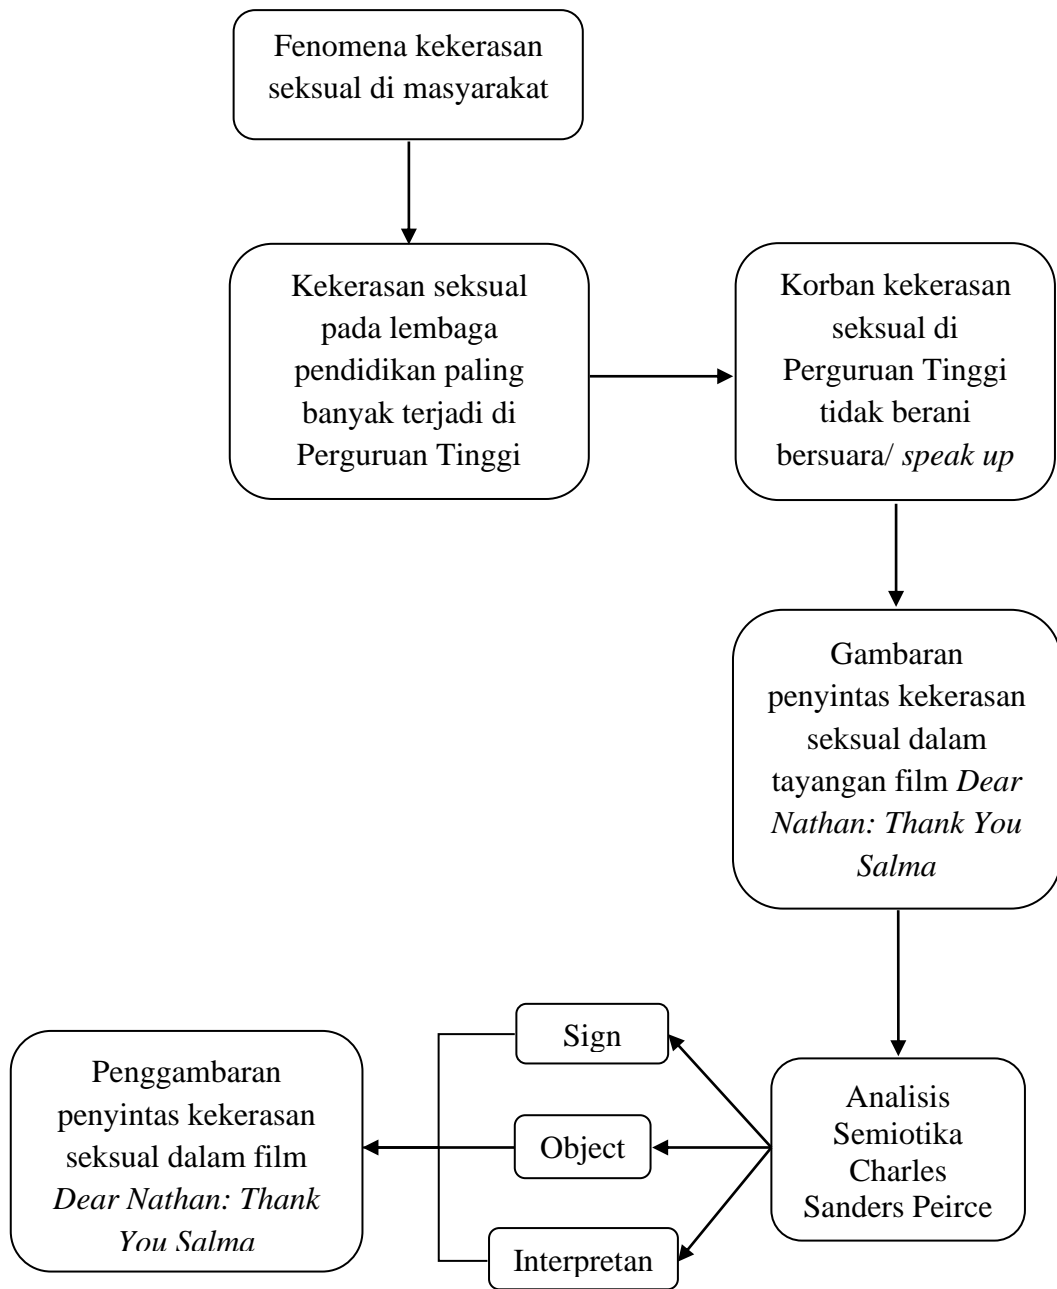 Fenomena kekerasan
seksual di masyarakat
Kekerasan seksual
pada lembaga
pendidikan paling
banyak terjadi di
Perguruan Tinggi
Korban kekerasan
seksual di
Perguruan Tinggi
tidak berani
bersuara/ speak up
Gambaran
penyintas kekerasan
seksual dalam
tayangan film Dear
Nathan: Thank You
Salma
Analisis
Semiotika
Charles
Sanders Peirce
Sign
Object
Interpretan
Penggambaran
penyintas kekerasan
seksual dalam film
Dear Nathan: Thank
You Salma